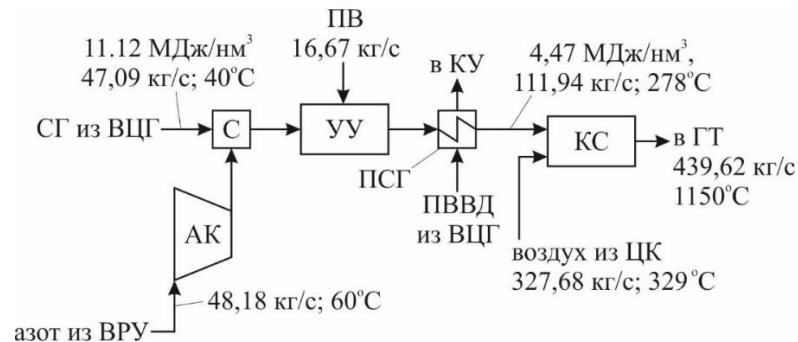 ПВ
16,67 кг/с
11.12 МДж/нм³
47,09 кг/с; 40°С
в КУ
4,47 МДж/нм³,
111,94 кг/с; 278°С
СГ из ВЦГ
С
УУ
КС
в ГТ
439,62 кг/с
1150°С
ПСГ
ПВВД
из ВЦГ
АК
воздух из ЦК
327,68 кг/с; 329°С
48,18 кг/с; 60°С
азот из ВРУ